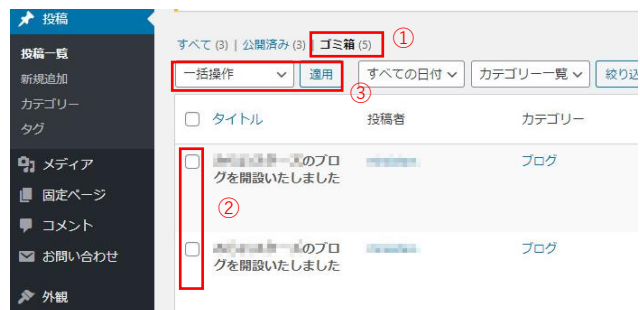 投稿
投稿一覧
新規追加
カテゴリー
タグ
メディア
固定ページ
コメント
お問い合わせ
外観
すべて (3) | 公開済み (3) | ゴミ箱 (5) ①
一括操作 適用 すべての日付 カテゴリー一覧 絞り込
③
タイトル 投稿者 カテゴリー
のブロ ブログ
グを開設いたしました
②
のブロ ブログ
グを開設いたしました